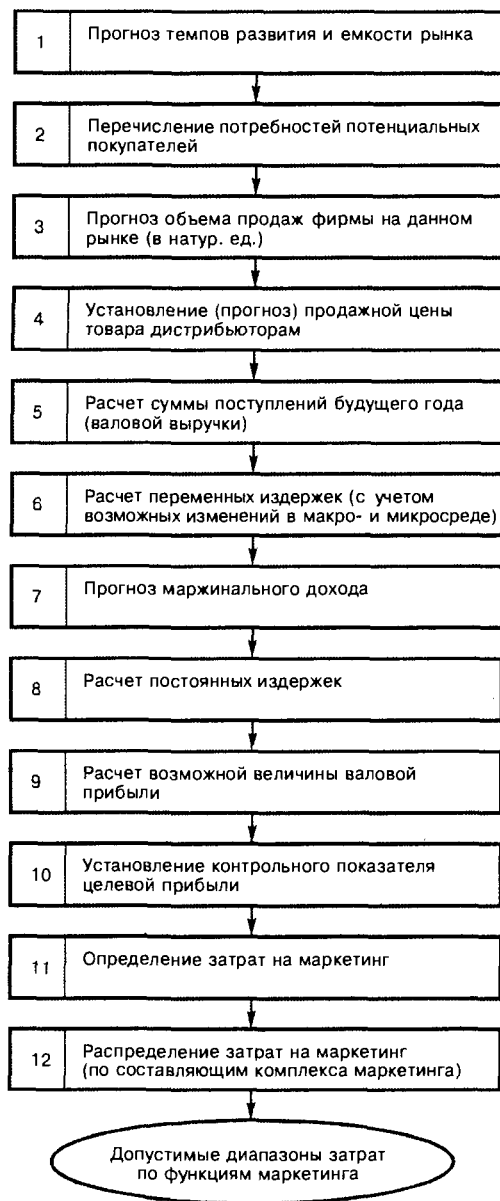 1 Прогноз темпов развития и емкости рынка
2 Перечисление потребностей потенциальных
покупателей
3 Прогноз объема продаж фирмы на данном
рынке (в натур. ед.)
4 Установление (прогноз) продажной цены
товара дистрибьюторам
5 Расчет суммы поступлений будущего года
(валовой выручки)
6 Расчет переменных издержек (с учетом
возможных изменений в макро- и микросреде)
7 Прогноз маржинального дохода
8 Расчет постоянных издержек
9 Расчет возможной величины валовой
прибыли
10 Установление контрольного показателя
целевой прибыли
11 Определение затрат на маркетинг
12 Распределение затрат на маркетинг
(по составляющим комплекса маркетинга)
Допустимые диапазоны затрат
по функциям маркетинга